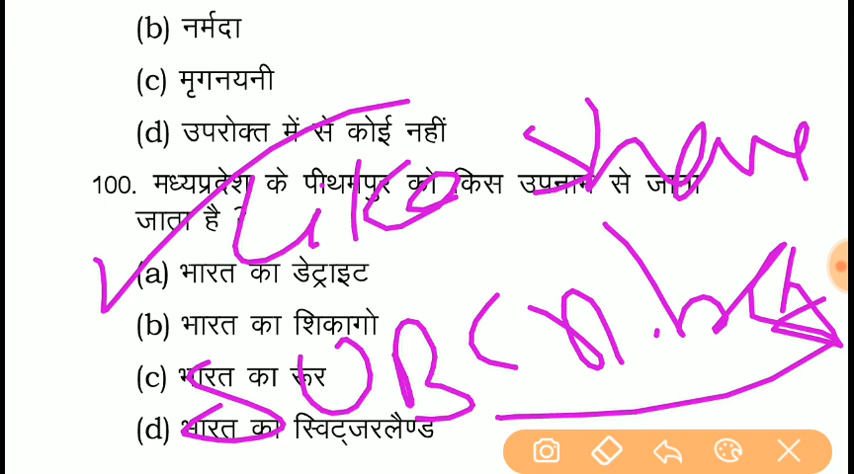 (b) नर्मदा
(c) मृगनयनी
(d) उपरोक्त में से कोई नहीं
100. मध्यप्रदेश के पीथमपुर को किस उपनाम से जाना
जाता है ?
(a) भारत का डेट्राइट
(b) भारत का शिकागो
(c) भारत का रूर
(d) भारत का स्विट्जरलैण्ड
Like Share